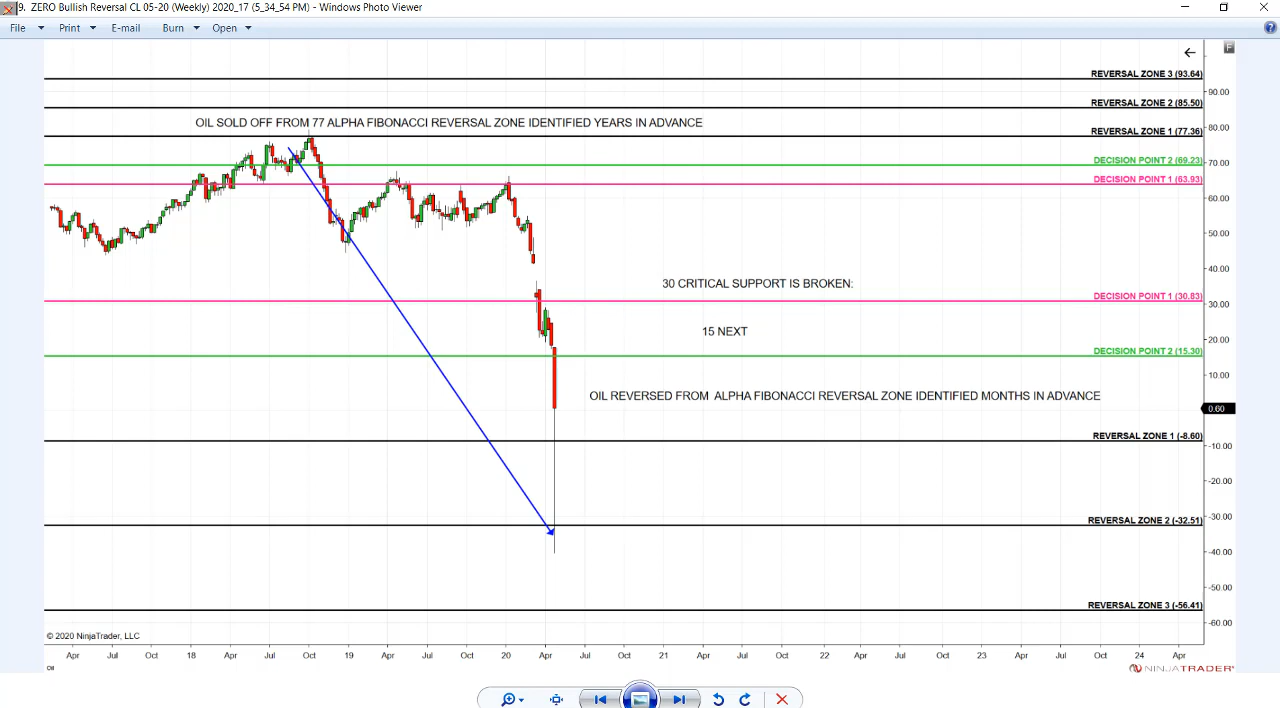 9. ZERO Bullish Reversal CL 05-20 (Weekly) 2020_17 (5_34_54 PM) - Windows Photo Viewer
File Print E-mail Burn Open
F
REVERSAL ZONE 3 (93.64)
90.00
REVERSAL ZONE 2 (85.50)
OIL SOLD OFF FROM 77 ALPHA FIBONACCI REVERSAL ZONE IDENTIFIED YEARS IN ADVANCE
80.00
REVERSAL ZONE 1 (77.36)
DECISION POINT 2 (69.23)
70.00
DECISION POINT 1 (63.93)
60.00
50.00
40.00
30 CRITICAL SUPPORT IS BROKEN:
DECISION POINT 1 (30.83)
30.00
15 NEXT
20.00
DECISION POINT 2 (15.30)
10.00
OIL REVERSED FROM ALPHA FIBONACCI REVERSAL ZONE IDENTIFIED MONTHS IN ADVANCE
0.60
REVERSAL ZONE 1 (-8.60)
-10.00
-20.00
-30.00
REVERSAL ZONE 2 (-32.51)
-40.00
-50.00
REVERSAL ZONE 3 (-56.41)
-60.00
© 2020 NinjaTrader, LLC
Apr Jul Oct 18 Apr Jul Oct 19 Apr Jul Oct 20 Apr Jul Oct 21 Apr Jul Oct 22 Apr Jul Oct 23 Apr Jul Oct 24 Apr
Oil
NINJATRADER